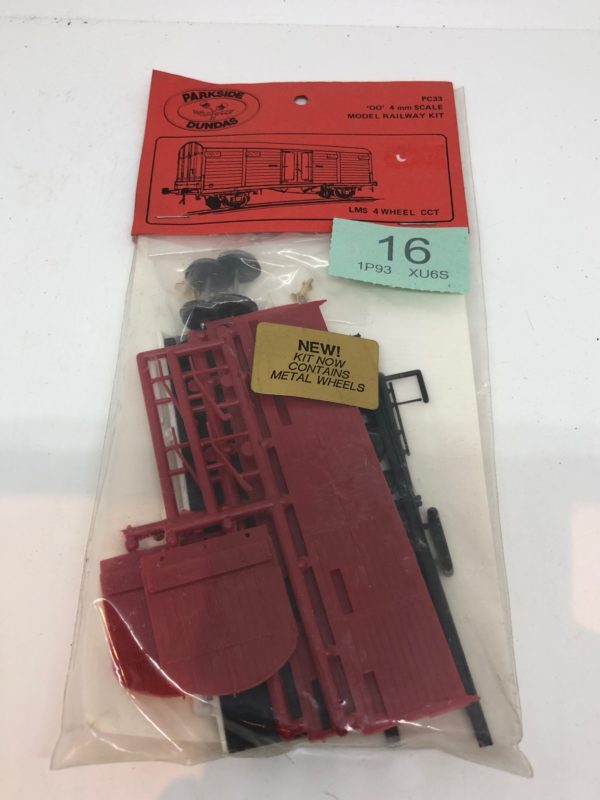 PARKSIDE
DUNDAS
PC33
'OO' 4 mm SCALE
MODEL RAILWAY KIT
LMS 4 WHEEL CCT
16
1P93 XU6S
NEW!
KIT NOW
CONTAINS
METAL WHEELS